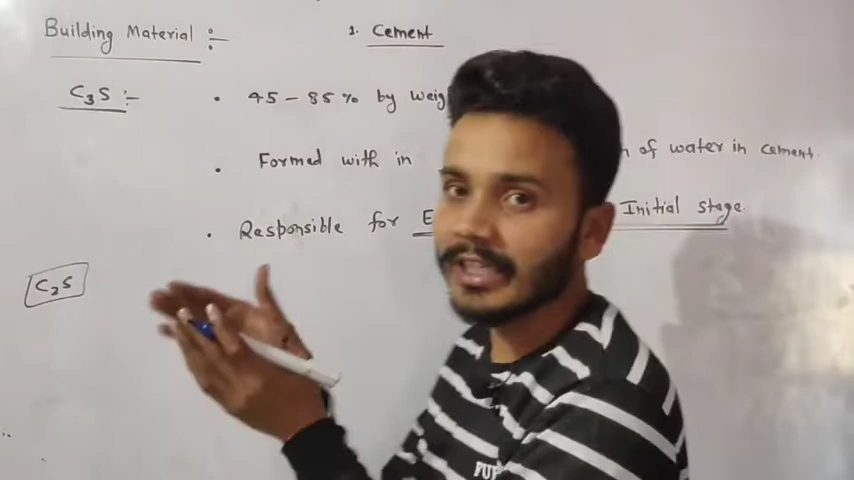 Building Material :-
1. Cement
C3S :-
• 45 - 85 % by weig
• Formed with in
of water in cement.
• Responsible for E
Initial stage.
C2S
FUT